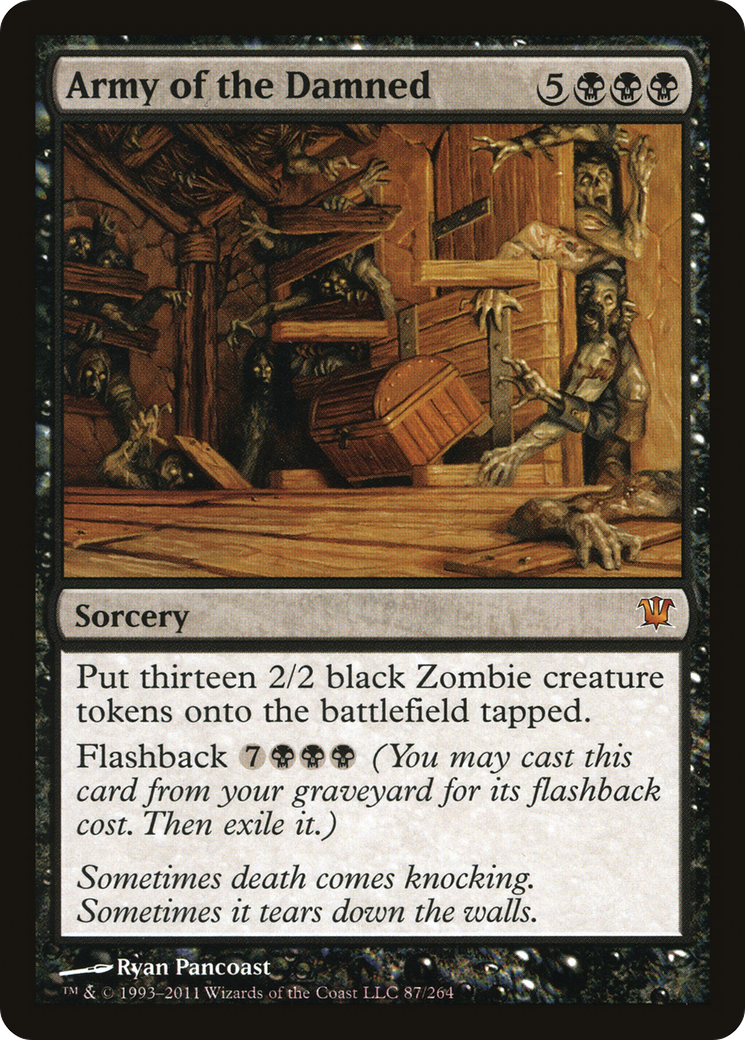 Army of the Damned 5
Sorcery
Put thirteen 2/2 black Zombie creature
tokens onto the battlefield tapped.
Flashback 7 (You may cast this
card from your graveyard for its flashback
cost. Then exile it.)
Sometimes death comes knocking.
Sometimes it tears down the walls.
Ryan Pancoast
™ & © 1993–2011 Wizards of the Coast LLC 87/264